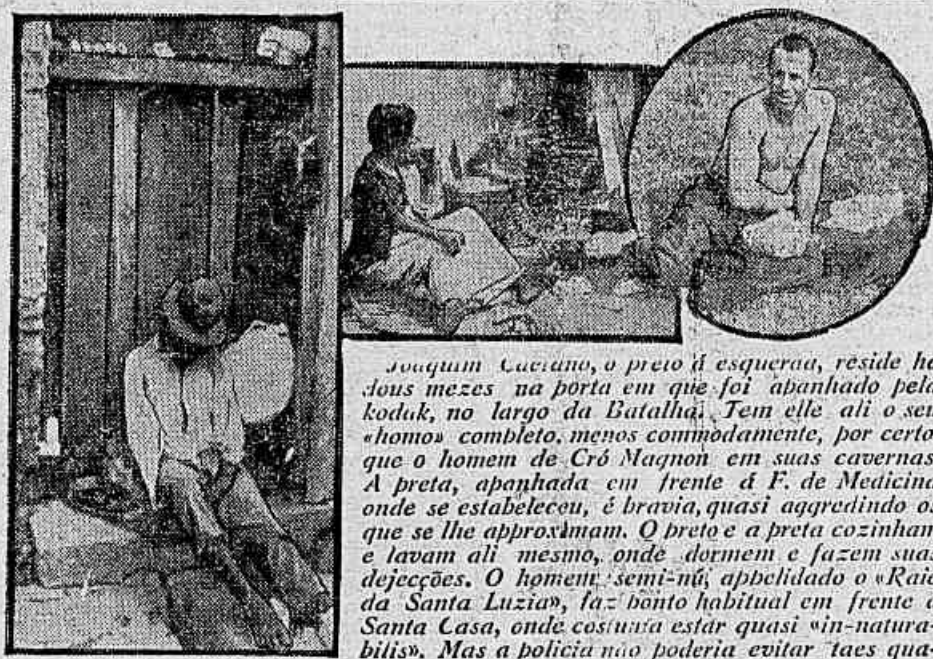 Joaquim Caetano, o preto á esquerda, reside ha
dous mezes na porta em que foi apanhado pela
kodak, no largo da Batalha. Tem elle ali o seu
«homo» completo, menos commodamente, por certo
que o homem de Cró Magnon em suas cavernas
A preta, apanhada em frente á F. de Medicina
onde se estabeleceu, é bravia, quasi aggredindo os
que se lhe approximam. O preto e a preta cozinham
e lavam ali mesmo, onde dormem e fazem suas
dejecções. O homem semi-nú, appelidado o
da Santa Luzia», faz ponto habitual em frente á
Santa Casa, onde costuma estar quasi «in-natura-
bilis». Mas a policia não poderia evitar taes qua-